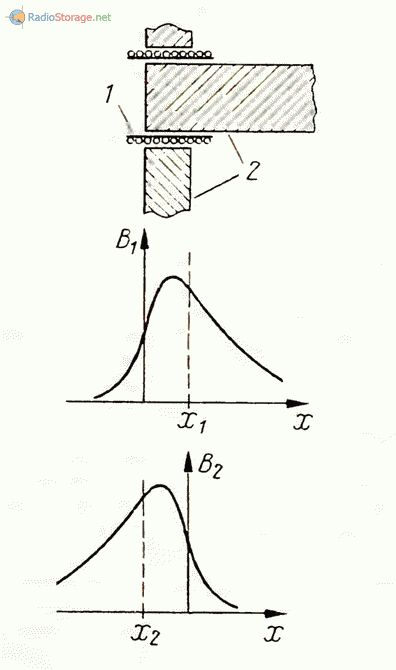 RadioStorage.net
1
2
B₁
x₁ x
B₂
x₂ x